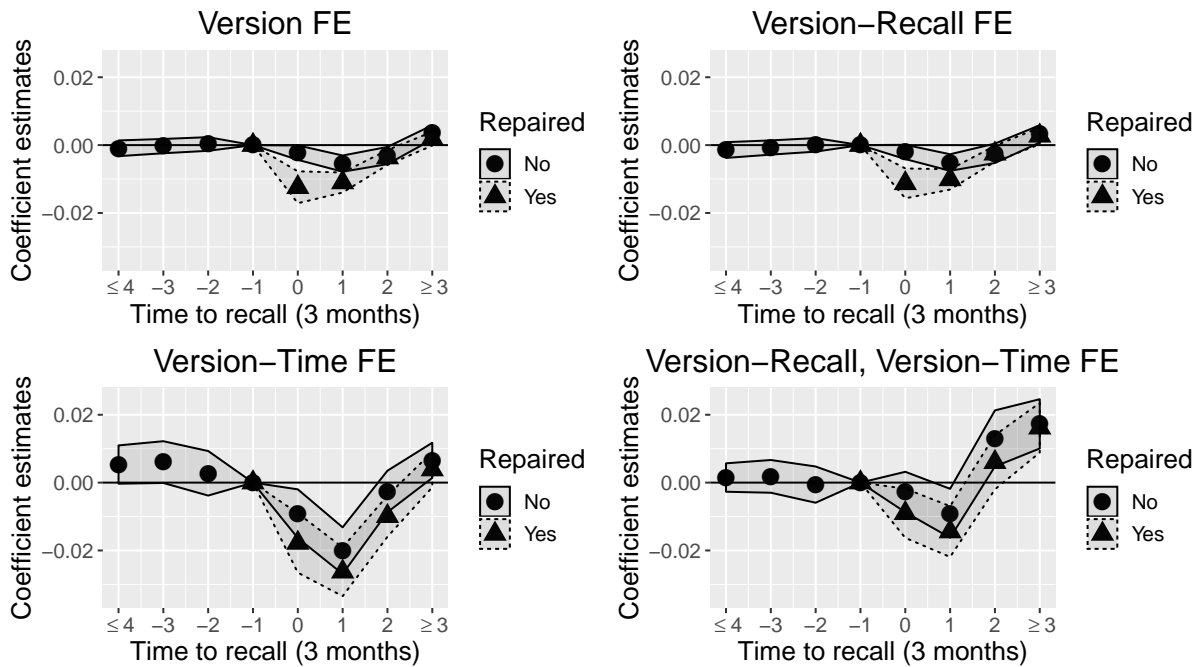 Version FE
Coefficient estimates
0.02
0.00
−0.02
≤ 4 −3 −2 −1 0 1 2 ≥ 3
Time to recall (3 months)
Repaired
No
Yes
Version−Recall FE
Coefficient estimates
0.02
0.00
−0.02
≤ 4 −3 −2 −1 0 1 2 ≥ 3
Time to recall (3 months)
Repaired
No
Yes
Version−Time FE
Coefficient estimates
0.02
0.00
−0.02
≤ 4 −3 −2 −1 0 1 2 ≥ 3
Time to recall (3 months)
Repaired
No
Yes
Version−Recall, Version−Time FE
Coefficient estimates
0.02
0.00
−0.02
≤ 4 −3 −2 −1 0 1 2 ≥ 3
Time to recall (3 months)
Repaired
No
Yes